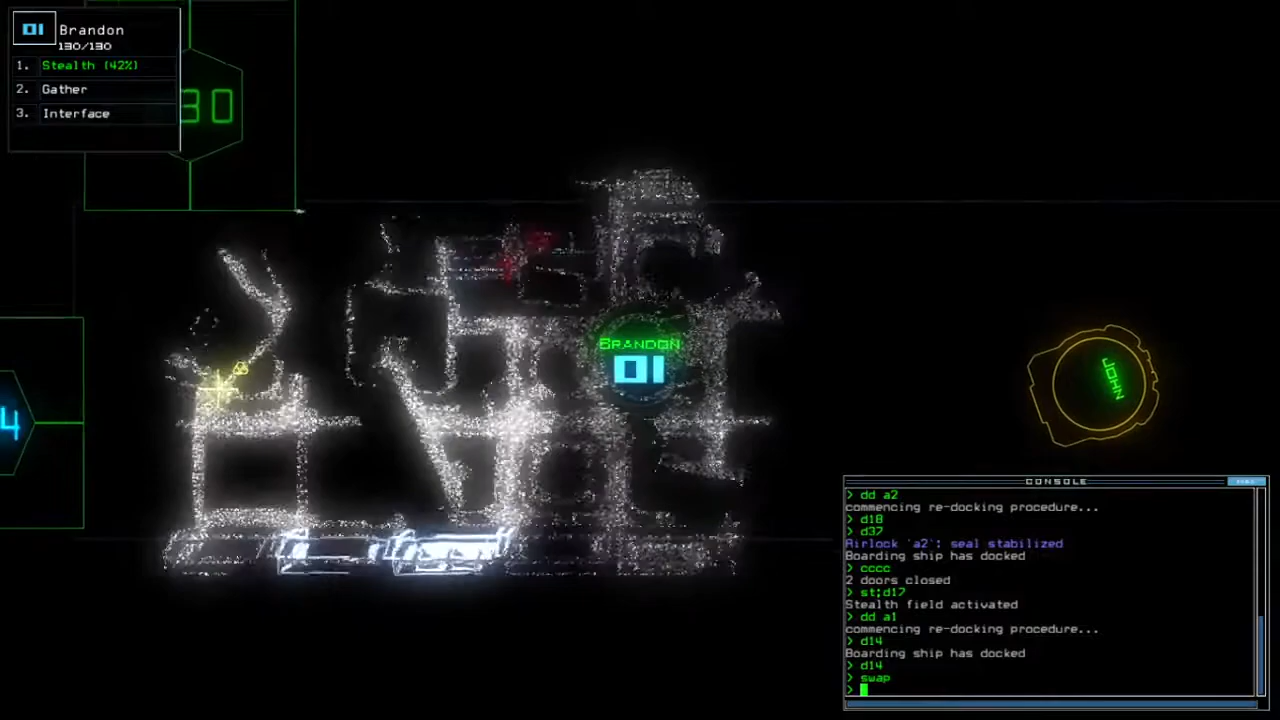 01 Brandon
130/130
1. Stealth (42%)
2. Gather
3. Interface
30
4
BRANDON
01
JOHN
CONSOLE
> dd a2
commencing re-docking procedure...
> d18
> d37
Airlock `a2`: seal stabilized
Boarding ship has docked
> cccc
2 doors closed
> st;d17
Stealth field activated
> dd a1
commencing re-docking procedure...
> d14
Boarding ship has docked
> d14
> swap
>